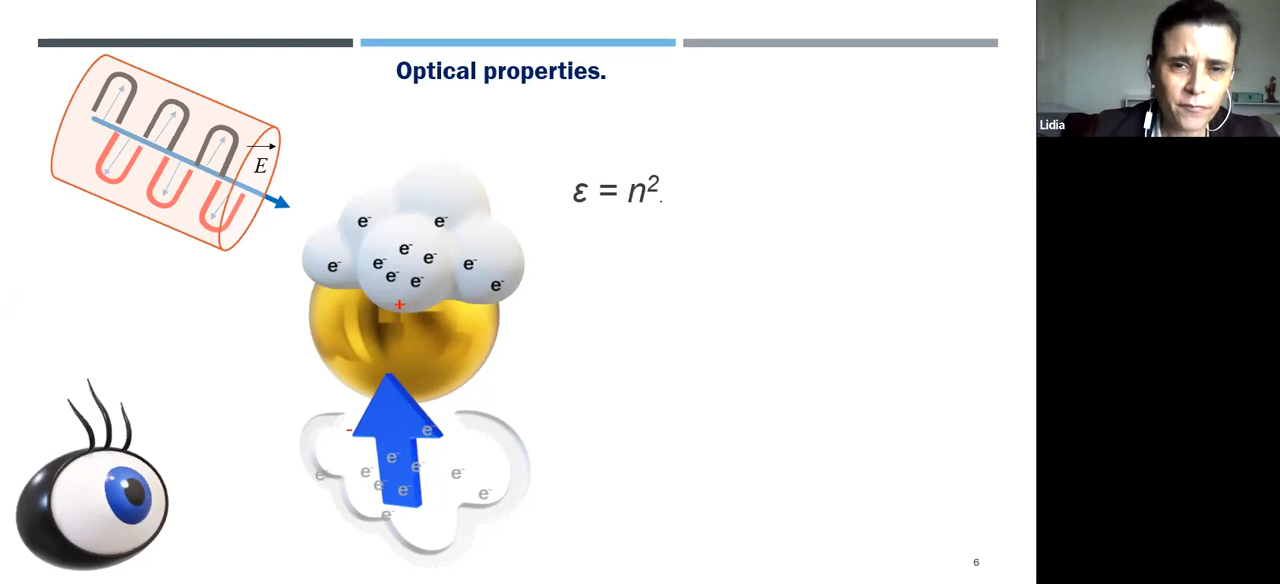 Optical properties.
E
ε = n².
e⁻ e⁻
e⁻
e⁻ e⁻ e⁻ e⁻
e⁻ e⁻ e⁻
+
- e⁻
e⁻
e⁻ e⁻ e⁻ e⁻
e⁻ e⁻ e⁻
e⁻
6
Lidia